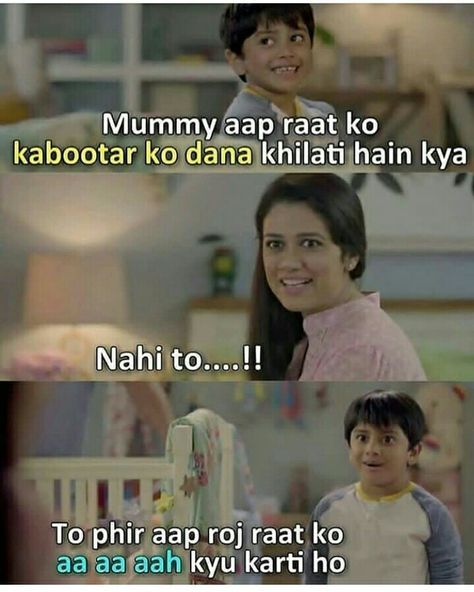 Mummy aap raat ko
kabootar ko dana khilati hain kya
Nahi to....!!
To phir aap roj raat ko
aa aa aah kyu karti ho